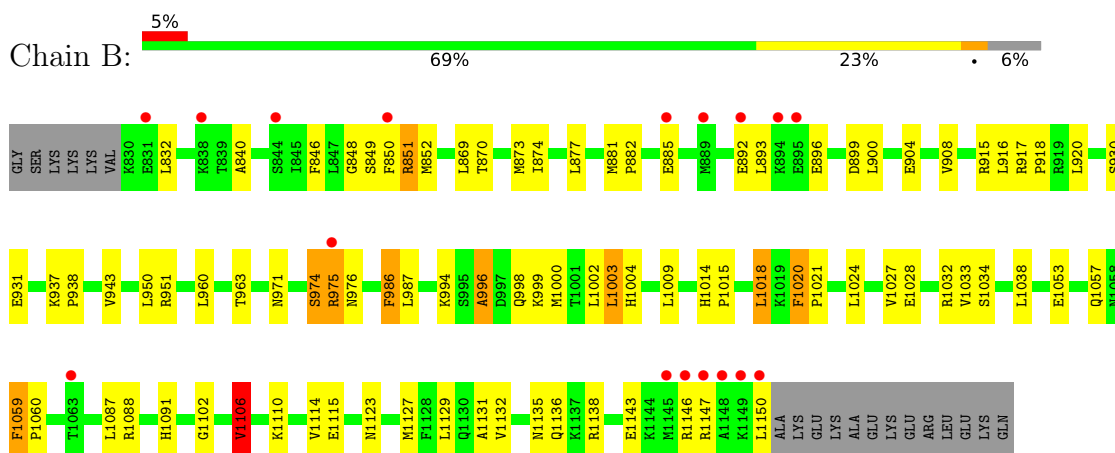 5%
Chain B:
69% 23% • 6%
GLY SER LYS LYS LYS VAL K830 E831 L832 K838 T839 A840 S844 I845 F846 L847 G848 S849 F850 R851 M852 L869 T870 M873 I874 L877 M881 P882 E885 M889 E892 L893 K894 E895 E896 D899 L900 E904 V908 R915 L916 R917 P918 R919 L920 S930
E931 K937 P938 V943 L950 R951 L960 T963 N971 S974 R975 N976 F986 L987 K994 S995 A996 D997 Q998 K999 M1000 T1001 L1002 L1003 H1004 L1009 H1014 P1015 L1018 K1019 F1020 P1021 L1024 V1027 E1028 R1032 V1033 S1034 L1038 E1053 Q1057 N1058
F1059 P1060 T1063 L1087 R1088 H1091 G1102 V1106 K1110 V1114 E1115 N1123 M1127 F1128 L1129 Q1130 A1131 V1132 N1135 Q1136 K1137 R1138 E1143 K1144 M1145 R1146 R1147 A1148 K1149 L1150 ALA LYS GLU LYS ALA GLU LYS GLU ARG LEU GLU LYS GLN